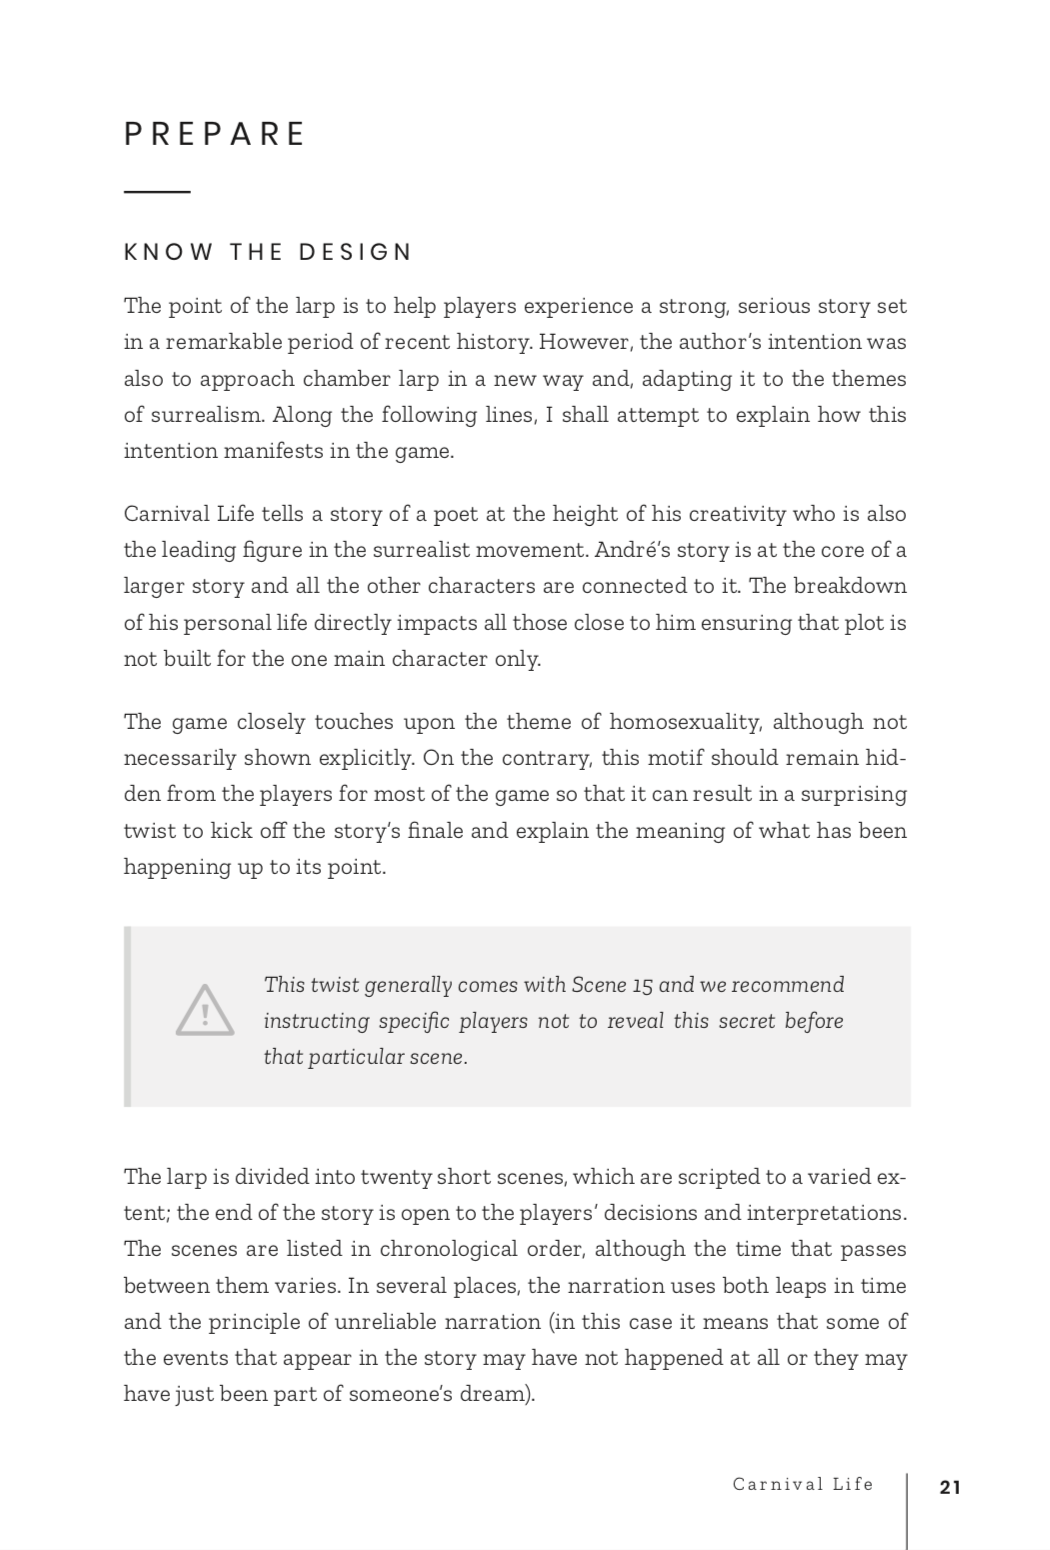 PREPARE
KNOW THE DESIGN
The point of the larp is to help players experience a strong, serious story set
in a remarkable period of recent history. However, the author’s intention was
also to approach chamber larp in a new way and, adapting it to the themes
of surrealism. Along the following lines, I shall attempt to explain how this
intention manifests in the game.
Carnival Life tells a story of a poet at the height of his creativity who is also
the leading figure in the surrealist movement. André’s story is at the core of a
larger story and all the other characters are connected to it. The breakdown
of his personal life directly impacts all those close to him ensuring that plot is
not built for the one main character only.
The game closely touches upon the theme of homosexuality, although not
necessarily shown explicitly. On the contrary, this motif should remain hid-
den from the players for most of the game so that it can result in a surprising
twist to kick off the story’s finale and explain the meaning of what has been
happening up to its point.
This twist generally comes with Scene 15 and we recommend
instructing specific players not to reveal this secret before
that particular scene.
The larp is divided into twenty short scenes, which are scripted to a varied ex-
tent; the end of the story is open to the players’ decisions and interpretations.
The scenes are listed in chronological order, although the time that passes
between them varies. In several places, the narration uses both leaps in time
and the principle of unreliable narration (in this case it means that some of
the events that appear in the story may have not happened at all or they may
have just been part of someone’s dream).
Carnival Life
21